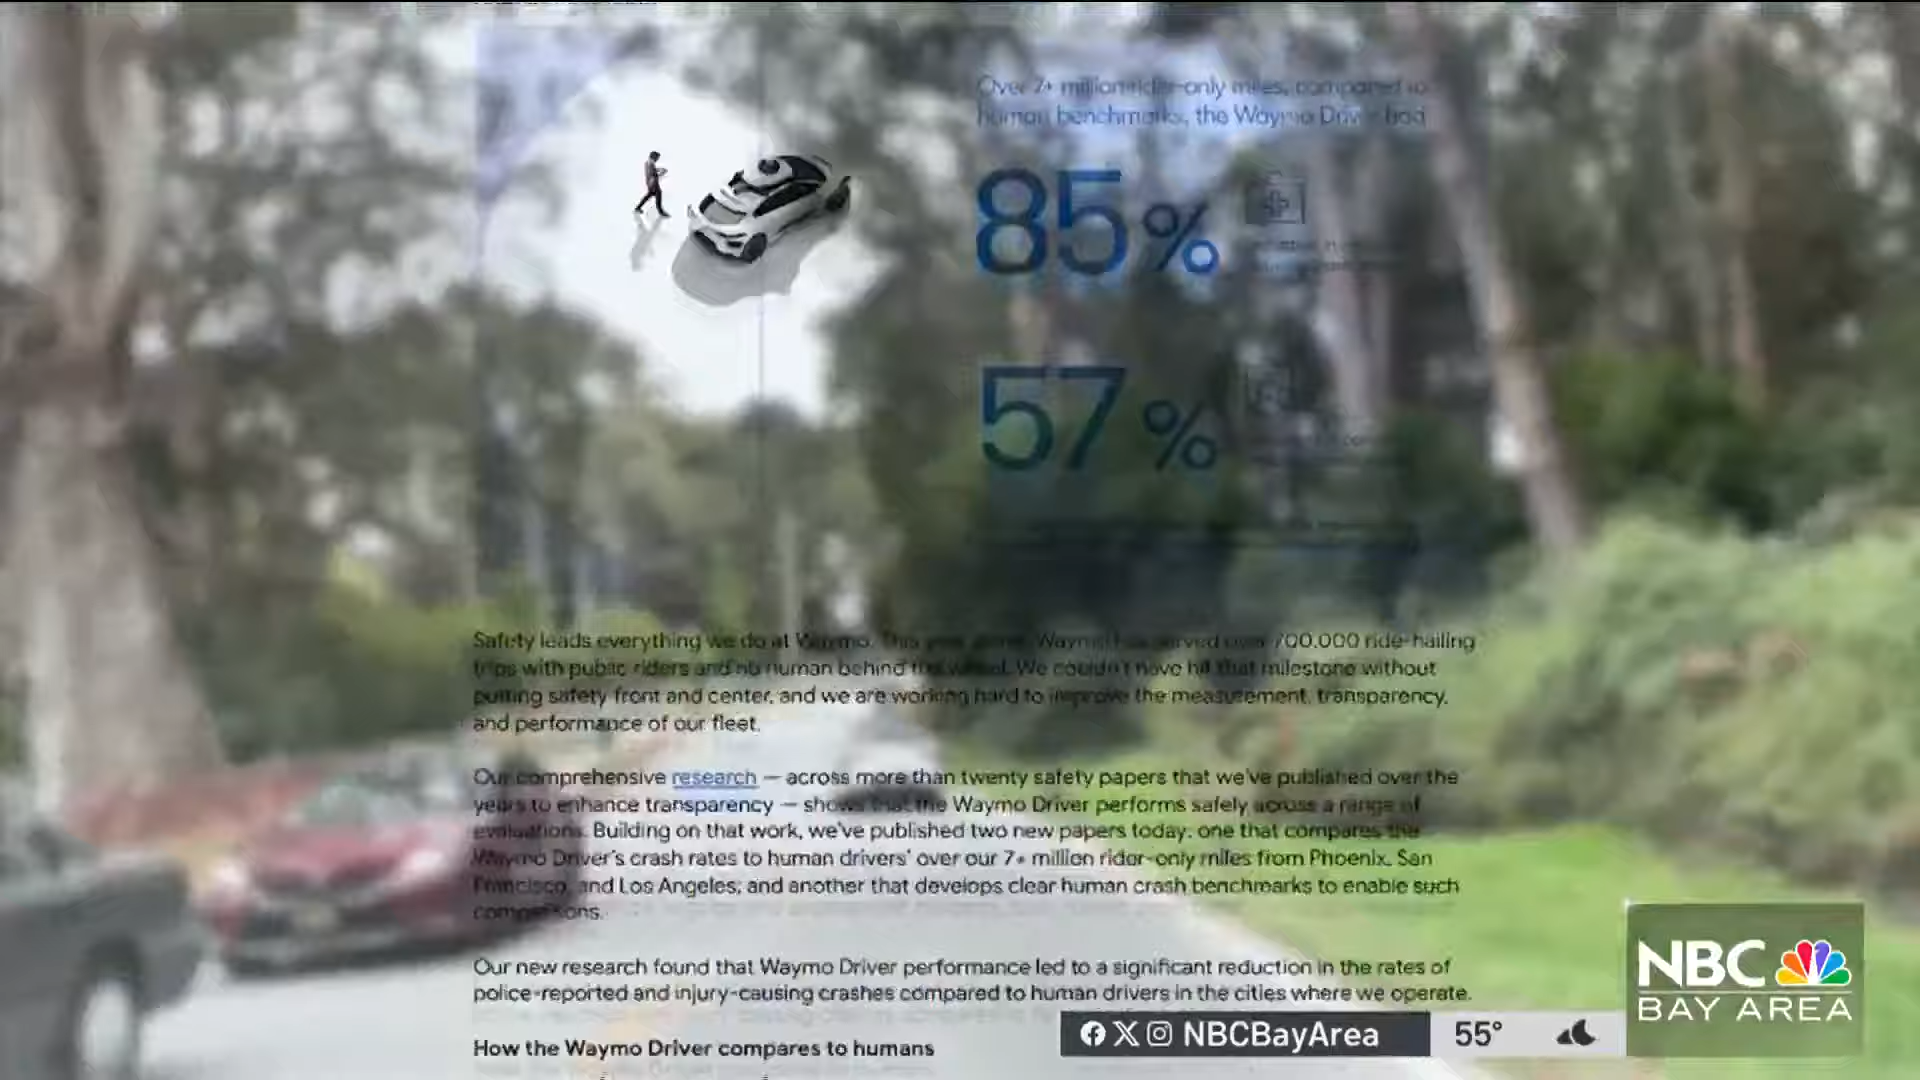 Over 7+ million rider-only miles, compared to
human benchmarks, the Waymo Driver had
85%
57%
Safety leads everything we do at Waymo. This year alone, Waymo has served over 700,000 ride-hailing
trips with public riders and no human behind the wheel. We couldn't have hit that milestone without
putting safety front and center, and we are working hard to improve the measurement, transparency,
and performance of our fleet.
Our comprehensive research — across more than twenty safety papers that we've published over the
years to enhance transparency — shows that the Waymo Driver performs safely across a range of
evaluations. Building on that work, we've published two new papers today: one that compares the
Waymo Driver's crash rates to human drivers' over our 7+ million rider-only miles from Phoenix, San
Francisco, and Los Angeles; and another that develops clear human crash benchmarks to enable such
comparisons.
Our new research found that Waymo Driver performance led to a significant reduction in the rates of
police-reported and injury-causing crashes compared to human drivers in the cities where we operate.
How the Waymo Driver compares to humans
NBCBayArea 55°
NBC
BAY AREA